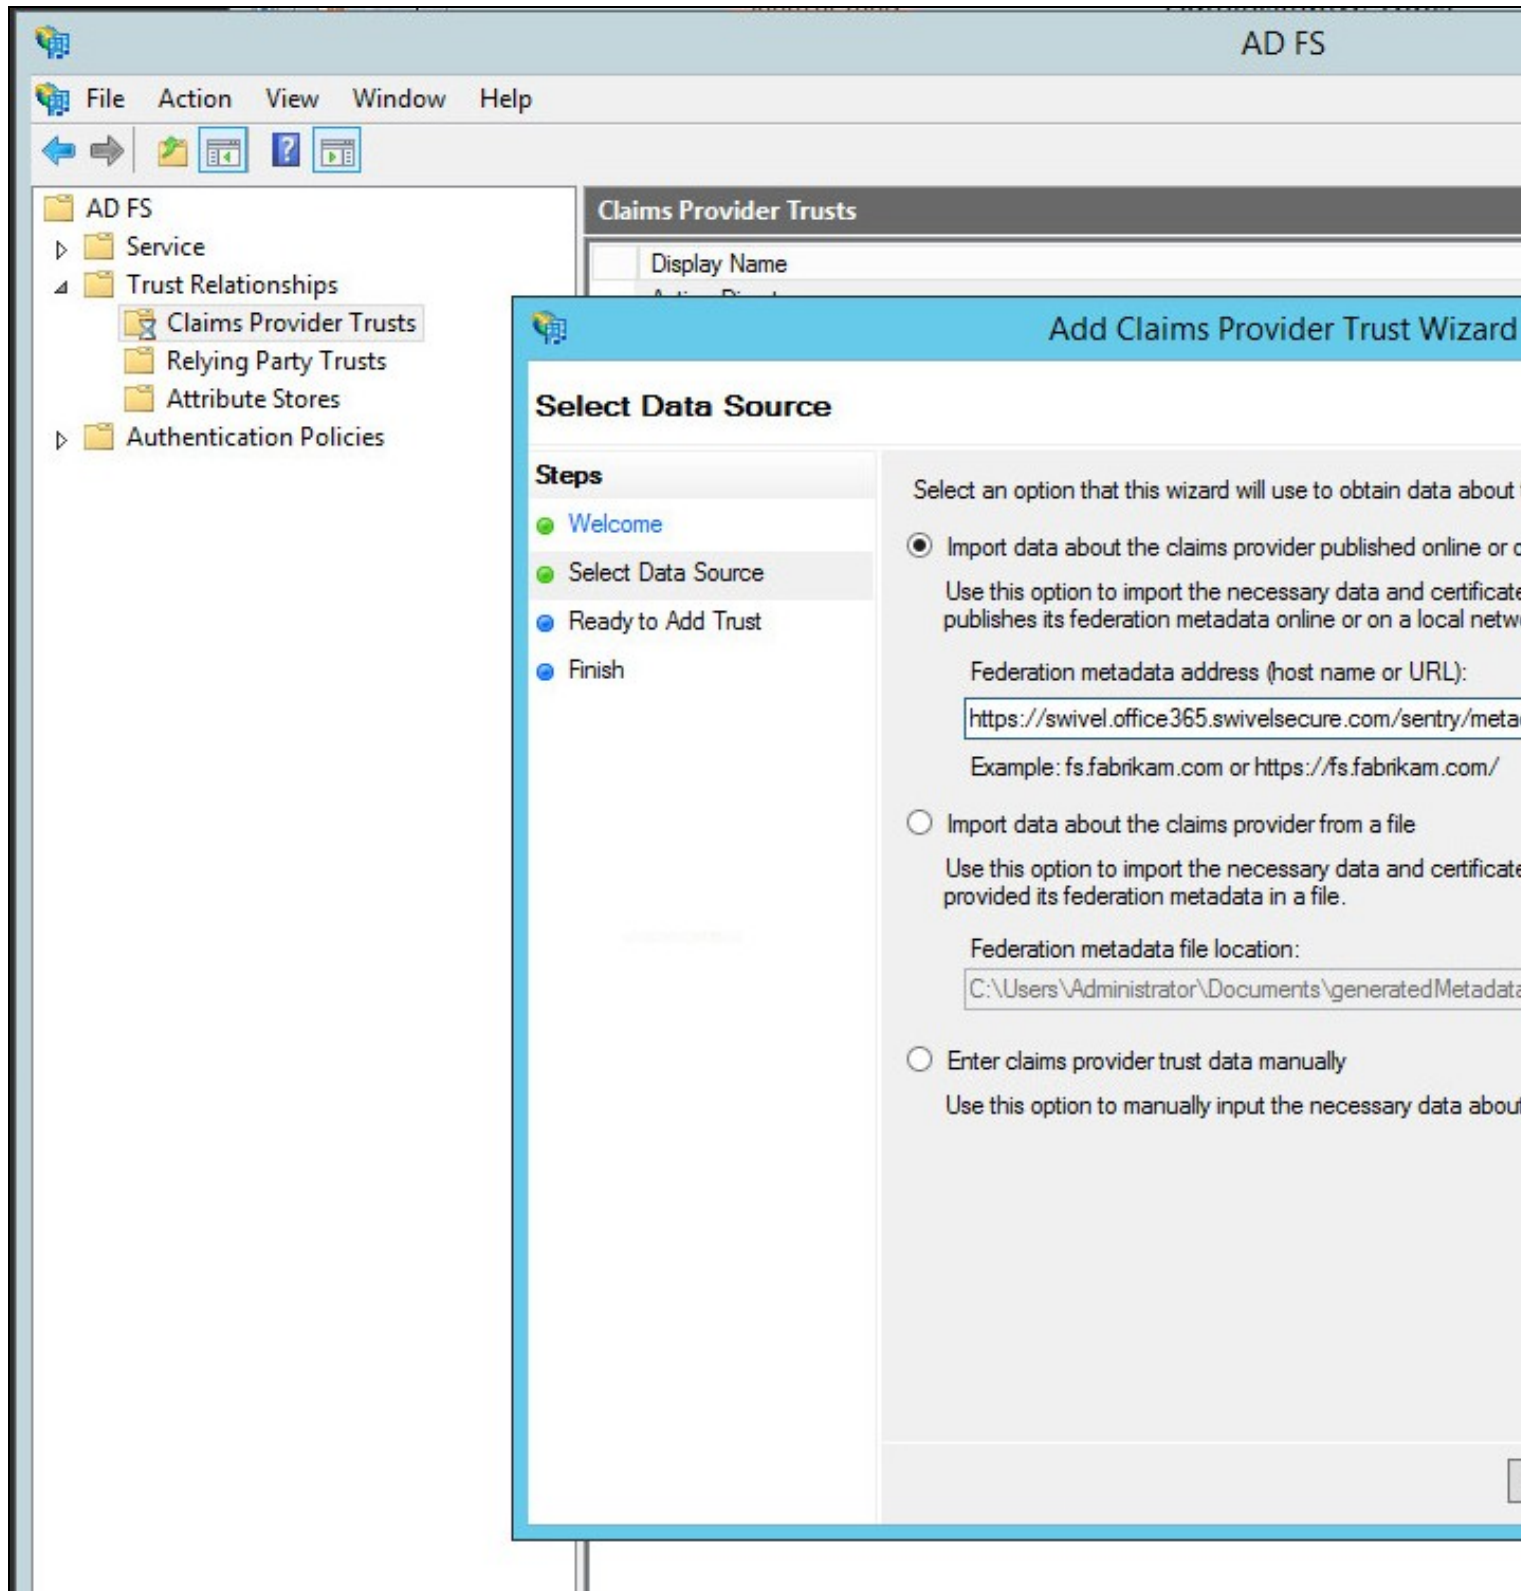 AD FS
File Action View Window Help
AD FS
Service
Trust Relationships
Claims Provider Trusts
Relying Party Trusts
Attribute Stores
Authentication Policies
Claims Provider Trusts
Display Name
Add Claims Provider Trust Wizard
Select Data Source
Steps
Welcome
Select Data Source
Ready to Add Trust
Finish
Select an option that this wizard will use to obtain data about
Import data about the claims provider published online or o
Use this option to import the necessary data and certificate
publishes its federation metadata online or on a local netw
Federation metadata address (host name or URL):
https://swivel.office365.swivelsecure.com/sentry/meta
Example: fs.fabrikam.com or https://fs.fabrikam.com/
Import data about the claims provider from a file
Use this option to import the necessary data and certificate
provided its federation metadata in a file.
Federation metadata file location:
C:\Users\Administrator\Documents\generatedMetadata
Enter claims provider trust data manually
Use this option to manually input the necessary data about